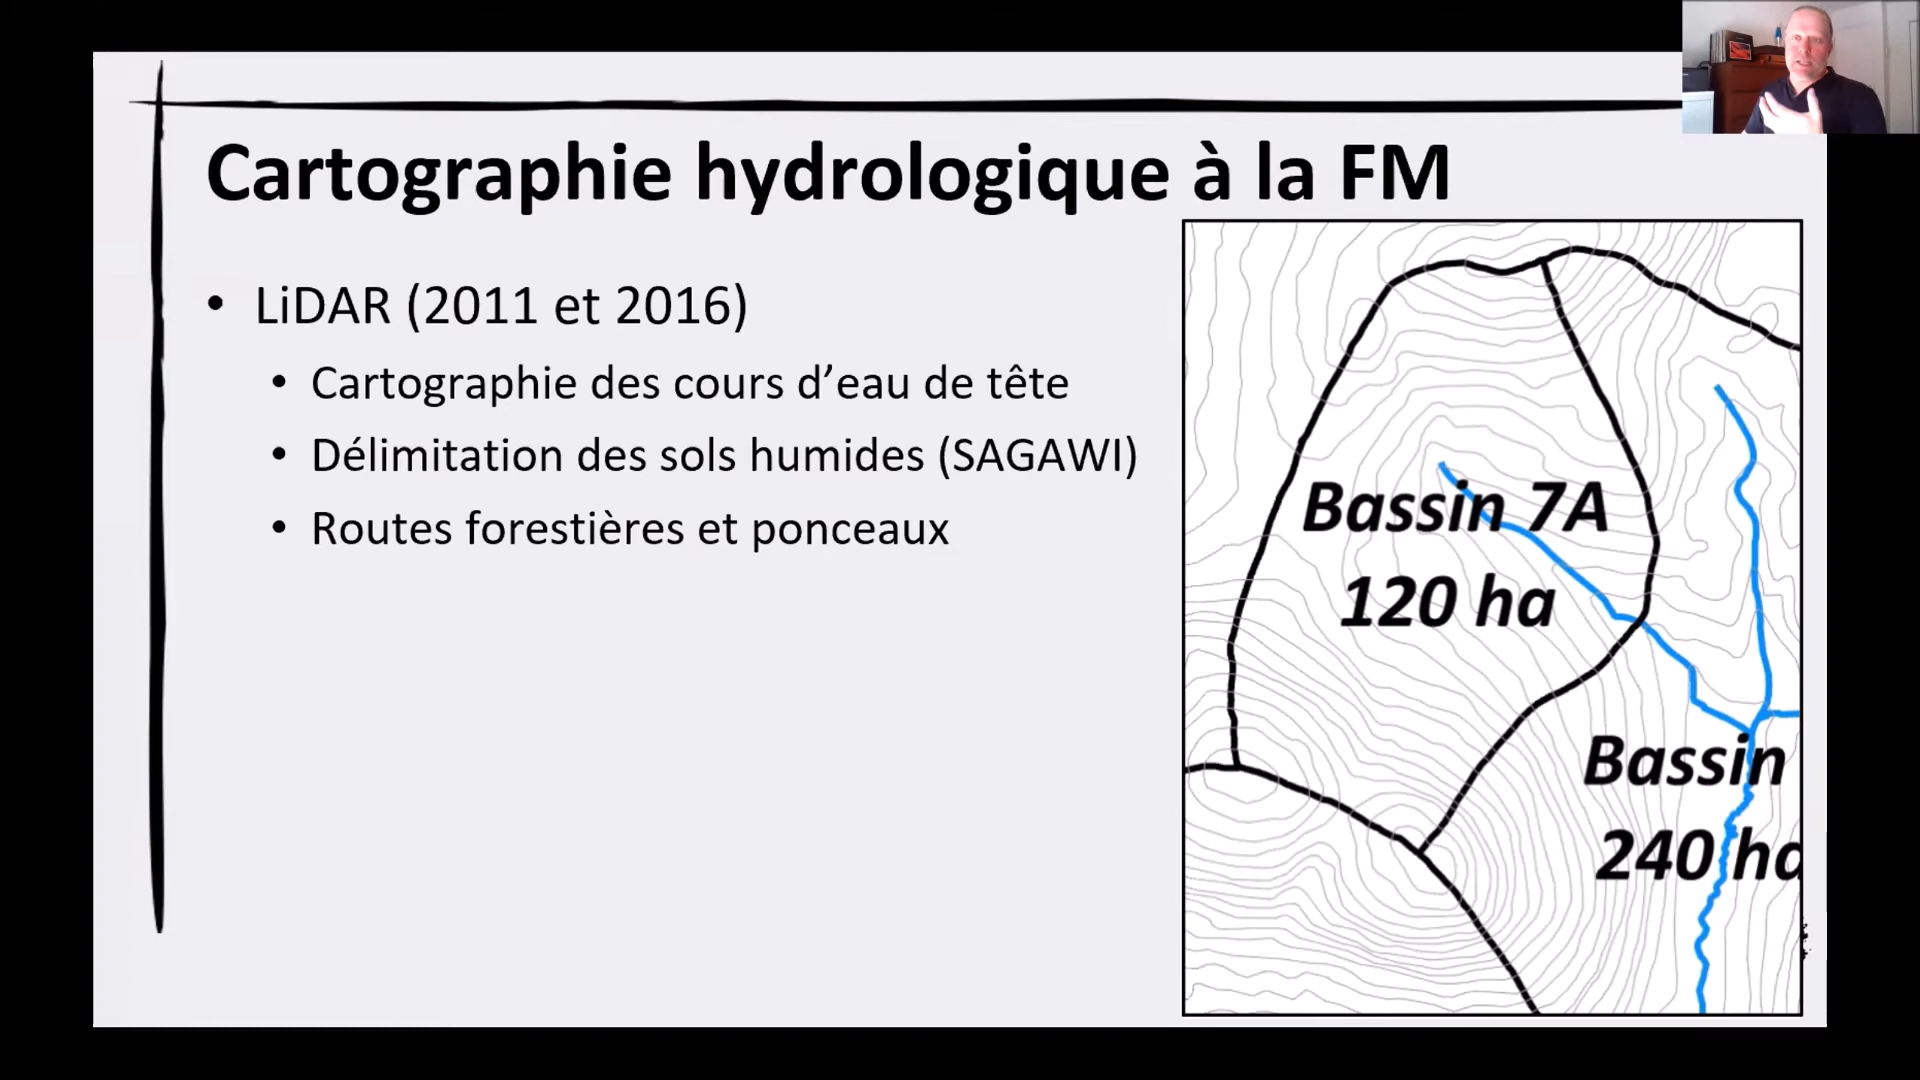 Cartographie hydrologique à la FM
• LiDAR (2011 et 2016)
• Cartographie des cours d’eau de tête
• Délimitation des sols humides (SAGAWI)
• Routes forestières et ponceaux
Bassin 7A
120 ha
Bassin
240 ha